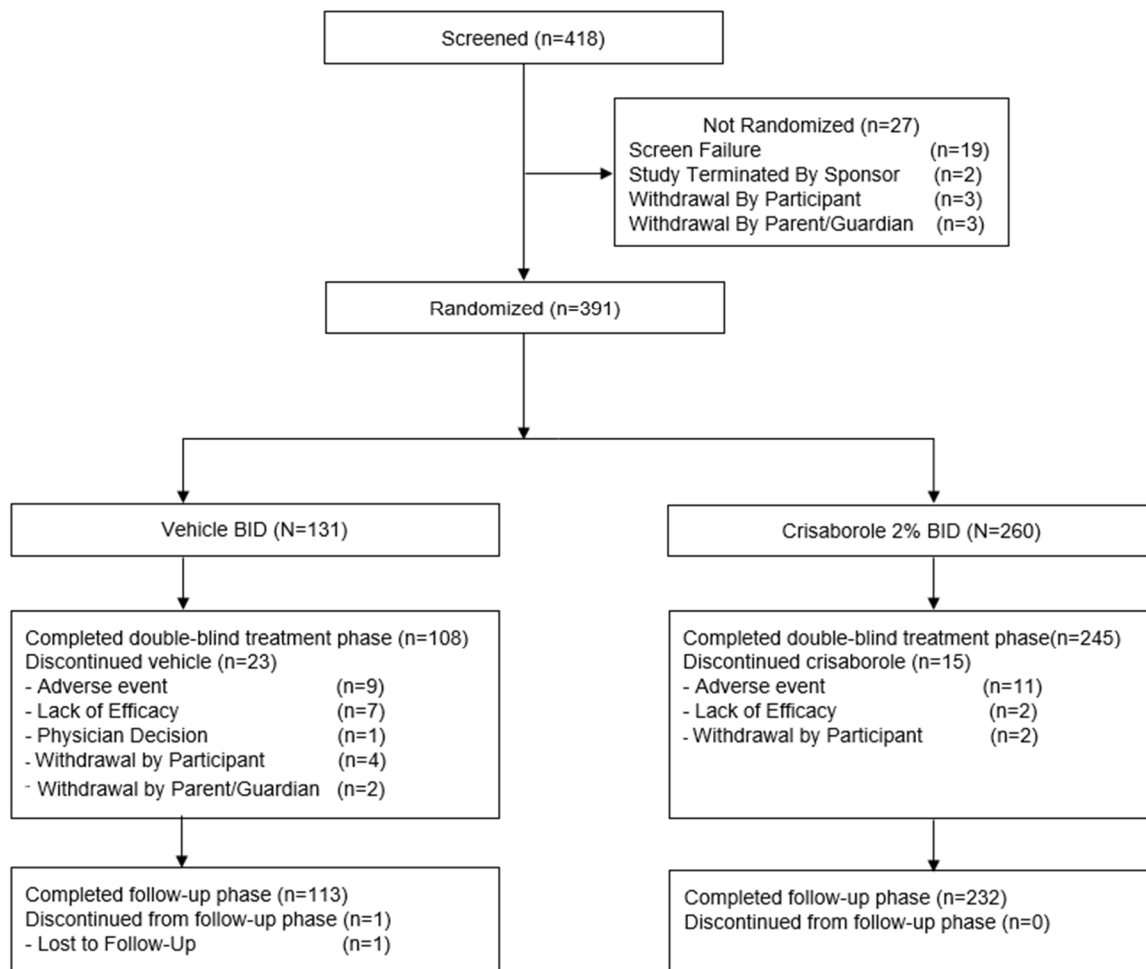 Screened (n=418)
Not Randomized (n=27)
Screen Failure (n=19)
Study Terminated By Sponsor (n=2)
Withdrawal By Participant (n=3)
Withdrawal By Parent/Guardian (n=3)
Randomized (n=391)
Vehicle BID (N=131)
Completed double-blind treatment phase (n=108)
Discontinued vehicle (n=23)
- Adverse event (n=9)
- Lack of Efficacy (n=7)
- Physician Decision (n=1)
- Withdrawal by Participant (n=4)
- Withdrawal by Parent/Guardian (n=2)
Completed follow-up phase (n=113)
Discontinued from follow-up phase (n=1)
- Lost to Follow-Up (n=1)
Crisaborole 2% BID (N=260)
Completed double-blind treatment phase(n=245)
Discontinued crisaborole (n=15)
- Adverse event (n=11)
- Lack of Efficacy (n=2)
- Withdrawal by Participant (n=2)
Completed follow-up phase (n=232)
Discontinued from follow-up phase (n=0)